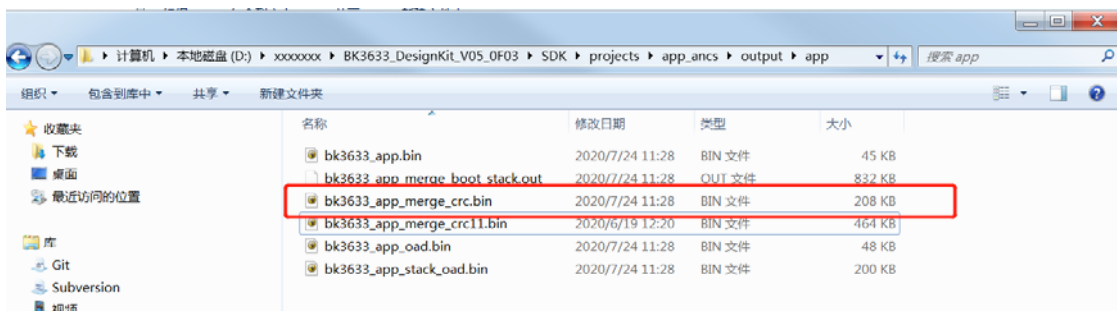 计算机 ▸ 本地磁盘 (D:) ▸ xxxxxxx ▸ BK3633_DesignKit_V05_0F03 ▸ SDK ▸ projects ▸ app_ancs ▸ output ▸ app
搜索 app
组织 包含到库中 共享 新建文件夹
名称 修改日期 类型 大小
收藏夹
下载
桌面
最近访问的位置
库
Git
Subversion
视频
bk3633_app.bin 2020/7/24 11:28 BIN 文件 45 KB
bk3633_app_merge_boot_stack.out 2020/7/24 11:28 OUT 文件 832 KB
bk3633_app_merge_crc.bin 2020/7/24 11:28 BIN 文件 208 KB
bk3633_app_merge_crc11.bin 2020/6/19 12:20 BIN 文件 464 KB
bk3633_app_oad.bin 2020/7/24 11:28 BIN 文件 48 KB
bk3633_app_stack_oad.bin 2020/7/24 11:28 BIN 文件 200 KB